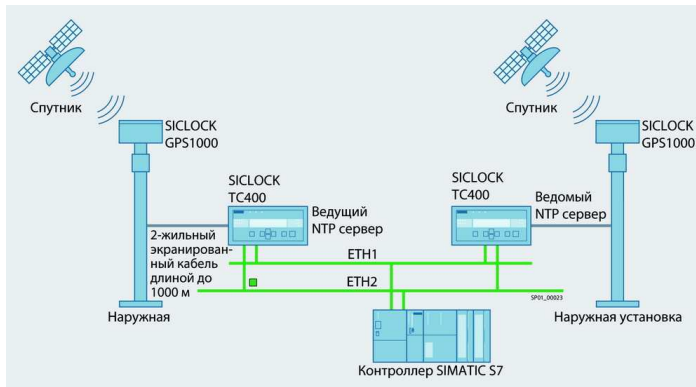 Спутник
Спутник
SICLOCK
GPS1000
SICLOCK
GPS1000
SICLOCK
TC400
SICLOCK
TC400
Ведущий
NTP сервер
Ведомый
NTP сервер
2-жильный
экранирован-
ный кабель
длиной до
1000 м
ETH1
ETH2
SP01_00023
Наружная
Наружная установка
Контроллер SIMATIC S7